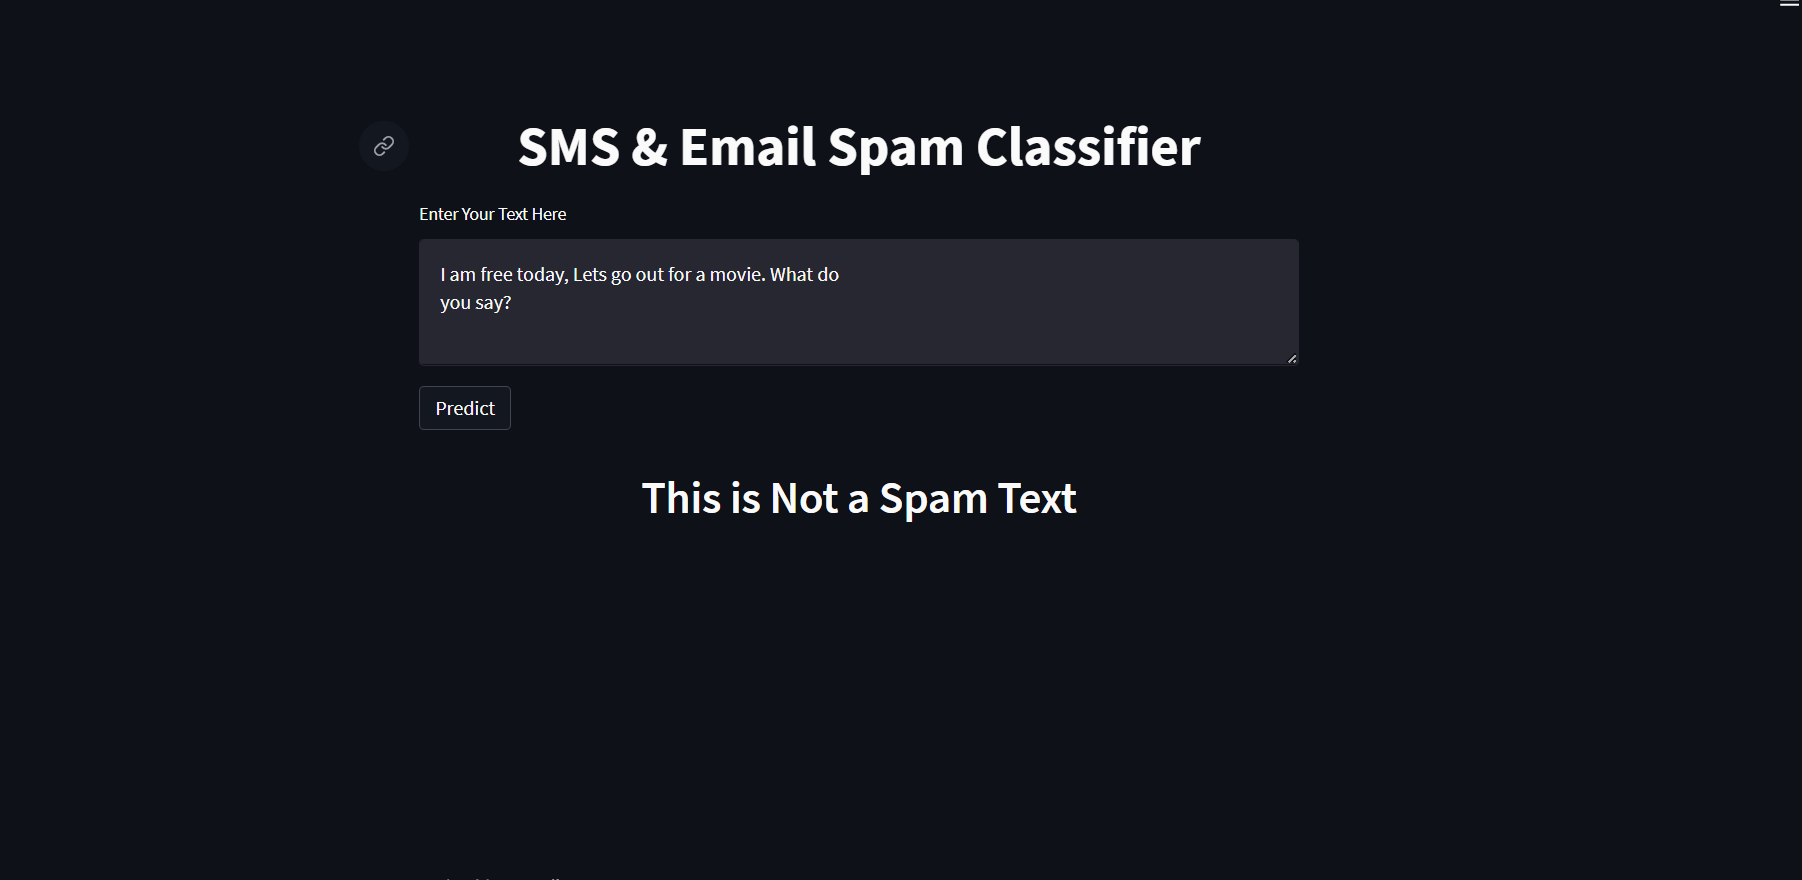 SMS & Email Spam Classifier
Enter Your Text Here
I am free today, Lets go out for a movie. What do
you say?
Predict
This is Not a Spam Text